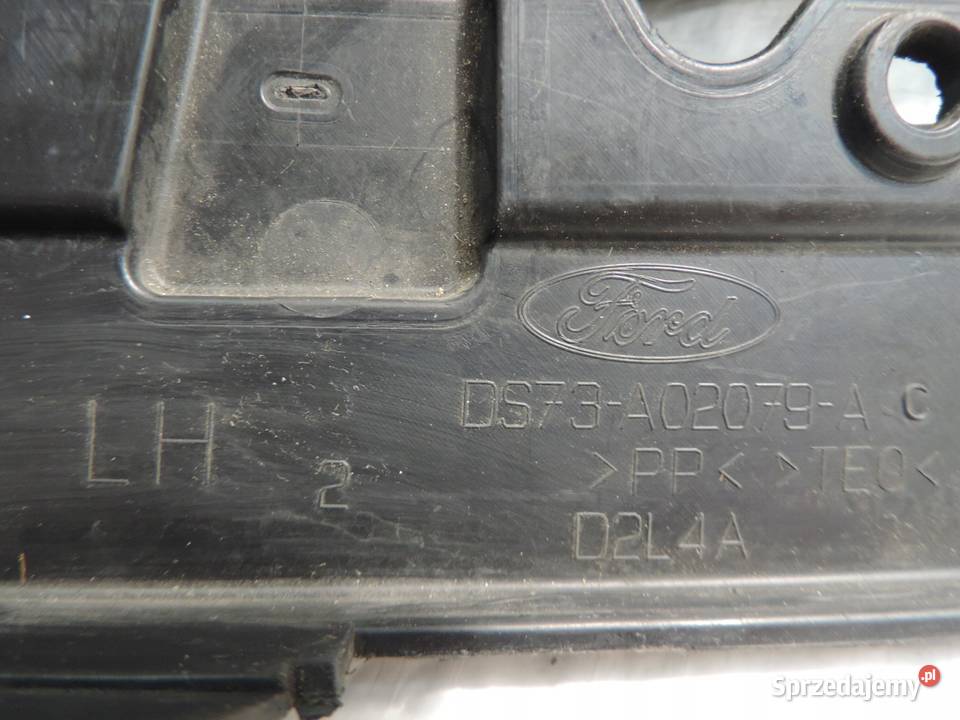 Ford
DS73-A02079-A C
LH
>PP< >TEO<
2
D2L4A
Sprzedajemy.pl